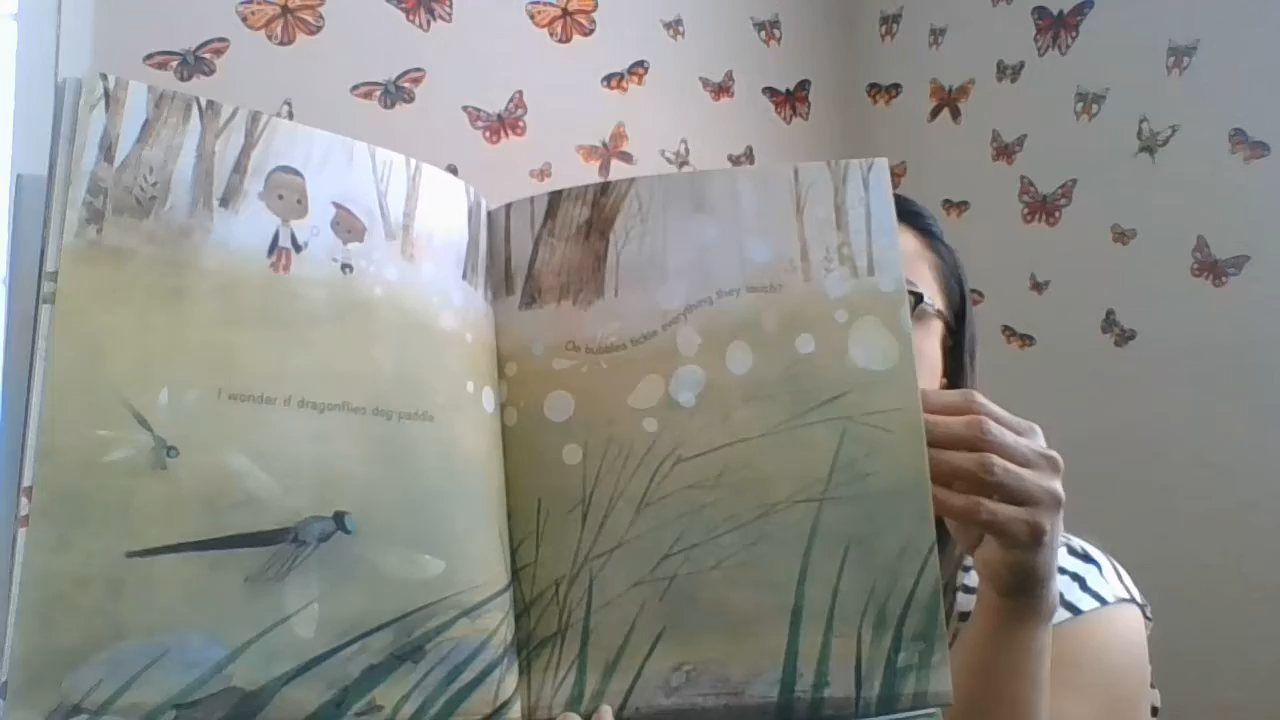 I wonder if dragonflies dog-paddle
Do bubbles tickle everything they touch?